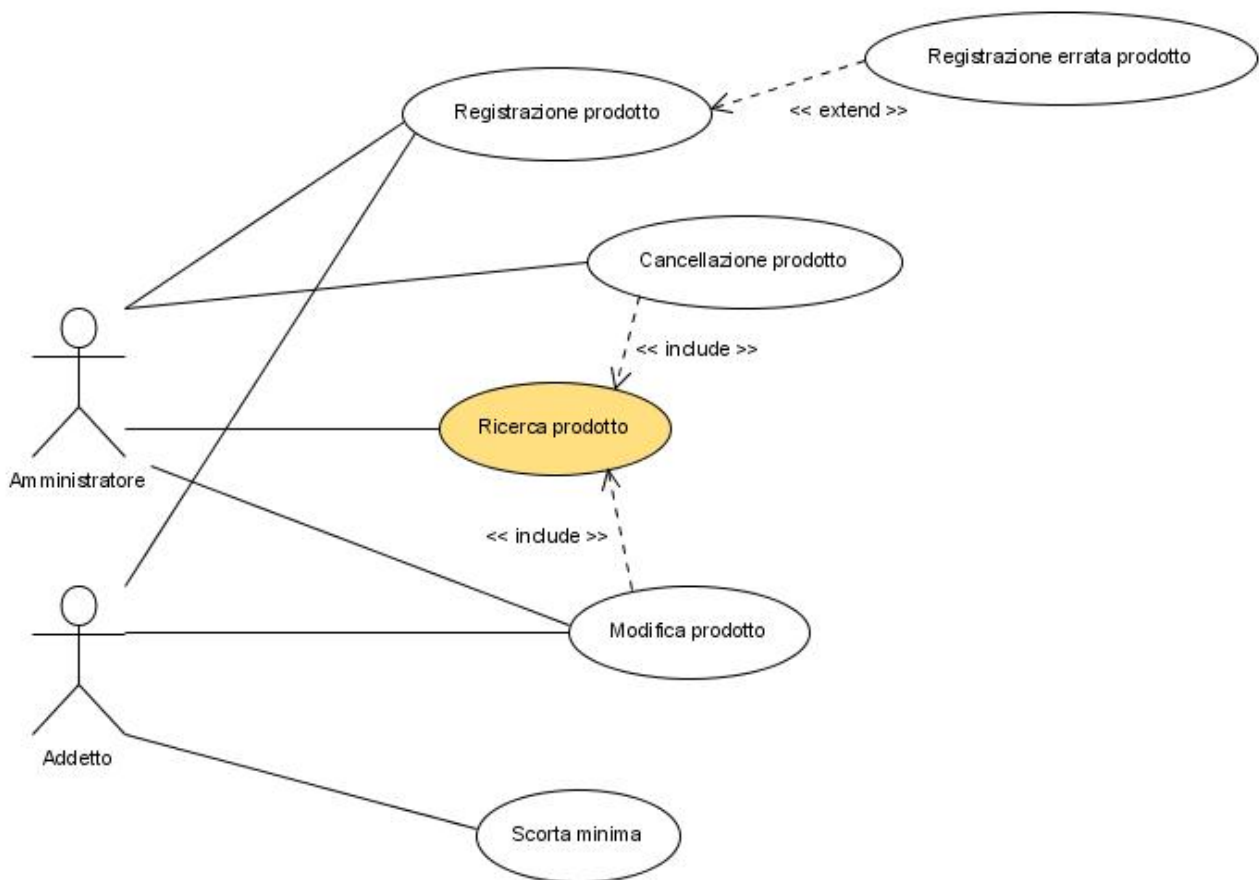 Registrazione errata prodotto
Registrazione prodotto
<< extend >>
Cancellazione prodotto
<< include >>
Ricerca prodotto
Amministratore
<< include >>
Modifica prodotto
Addetto
Scorta minima